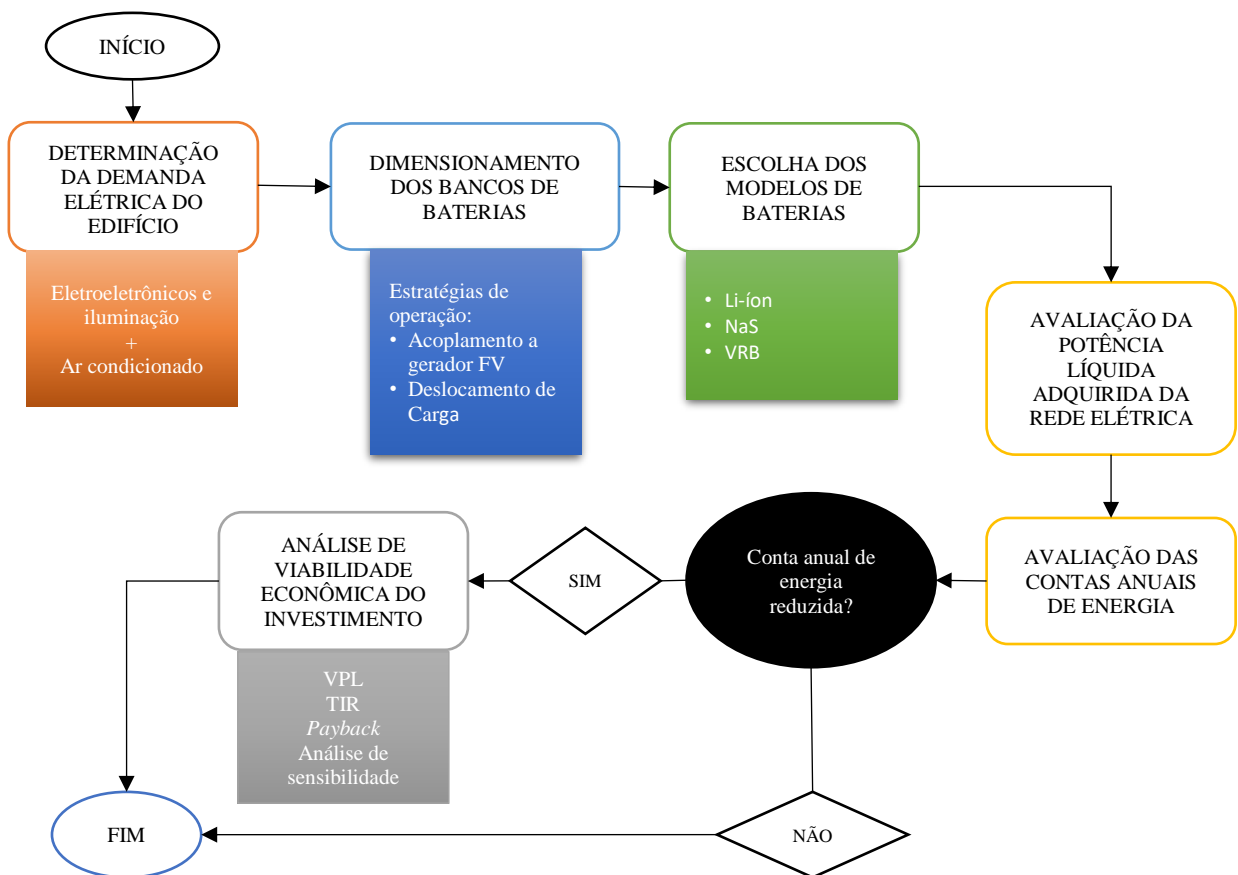 INÍCIO
DETERMINAÇÃO
DA DEMANDA
ELÉTRICA DO
EDIFÍCIO
Eletroeletrônicos e
iluminação
+
Ar condicionado
DIMENSIONAMENTO
DOS BANCOS DE
BATERIAS
Estratégias de
operação:
• Acoplamento a
gerador FV
• Deslocamento de
Carga
ESCOLHA DOS
MODELOS DE
BATERIAS
• Li-íon
• NaS
• VRB
AVALIAÇÃO DA
POTÊNCIA
LÍQUIDA
ADQUIRIDA DA
REDE ELÉTRICA
AVALIAÇÃO DAS
CONTAS ANUAIS
DE ENERGIA
Conta anual de
energia
reduzida?
SIM
ANÁLISE DE
VIABILIDADE
ECONÔMICA DO
INVESTIMENTO
VPL
TIR
Payback
Análise de
sensibilidade
NÃO
FIM